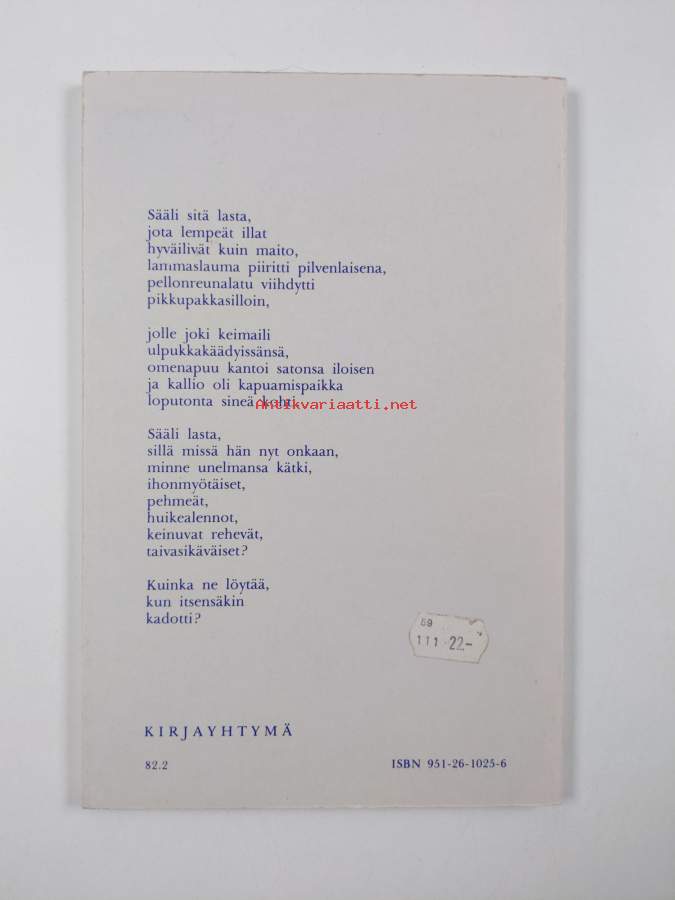 Sääli sitä lasta,
jota lempeät illat
hyväilivät kuin maito,
lammaslauma piiritti pilvenlaisena,
pellonreunalatu viihdytti
pikkupakkasilloin,
jolle joki keimaili
ulpukkakäädyissänsä,
omenapuu kantoi satonsa iloisen
ja kallio oli kapuamispaikka
loputonta sineä kohti.
Antikvariaatti.net
Sääli lasta,
sillä missä hän nyt onkaan,
minne unelmansa kätki,
ihonmyötäiset,
pehmeät,
huikealennot,
keinuvat rehevät,
taivasikäväiset?
Kuinka ne löytää,
kun itsensäkin
kadotti?
89
111 22-
KIRJAYHTYMÄ
82.2 ISBN 951-26-1025-6